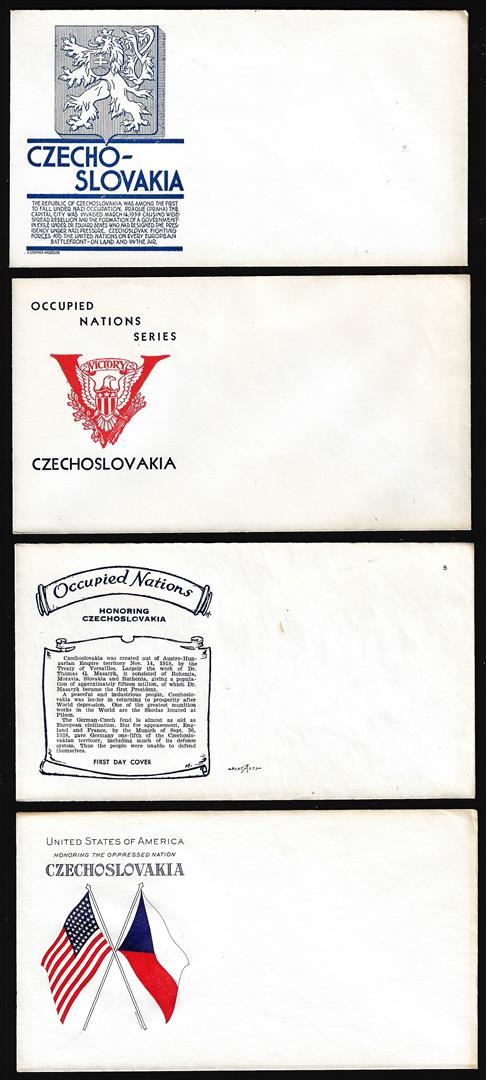 CZECHO-
SLOVAKIA
THE REPUBLIC OF CZECHOSLOVAKIA WAS AMONG THE FIRST
TO FALL UNDER NAZI OCCUPATION. PRAGUE (PRAHA) THE
CAPITAL CITY WAS INVADED MARCH 14, 1939 CAUSING WIDE-
SPREAD REBELLION AND THE FORMATION OF A GOVERNMENT-
IN EXILE UNDER DR. EDUARD BENES WHO HAD RESIGNED THE PRES-
IDENCY UNDER NAZI PRESSURE. CZECHOSLOVAK FIGHTING
FORCES AID THE UNITED NATIONS ON EVERY EUROPEAN
BATTLEFRONT-ON LAND AND IN THE AIR.
C STEPHEN ANDERSON
OCCUPIED
NATIONS
SERIES
VICTORY
CZECHOSLOVAKIA
5
Occupied Nations
HONORING
CZECHOSLOVAKIA
Czechoslovakia was created out of Austro-Hun-
garian Empire territory Nov. 14, 1918, by the
Treaty of Versailles. Largely the work of Dr.
Thomas G. Masaryk, it consisted of Bohemia,
Moravia, Slovakia and Ruthenia, giving a popula-
tion of approximately fifteen million, of which Dr.
Masaryk became the first President.
A peaceful and industrious people, Czechoslo-
vakia was leader in returning to prosperity after
World depression. One of the greatest munition
works in the World are the Skodas located at
Pilsen.
The German-Czech feud is almost as old as
European civilization. But for appeasement, Eng-
land and France, by the Munich of Sept. 30,
1938, gave Germany one-fifth of the Czechoslo-
vakian territory, including much of its defense
system. Thus the people were unable to defend
themselves.
FIRST DAY COVER
-PENT ARTS-
UNITED STATES OF AMERICA
HONORING THE OPPRESSED NATION
CZECHOSLOVAKIA